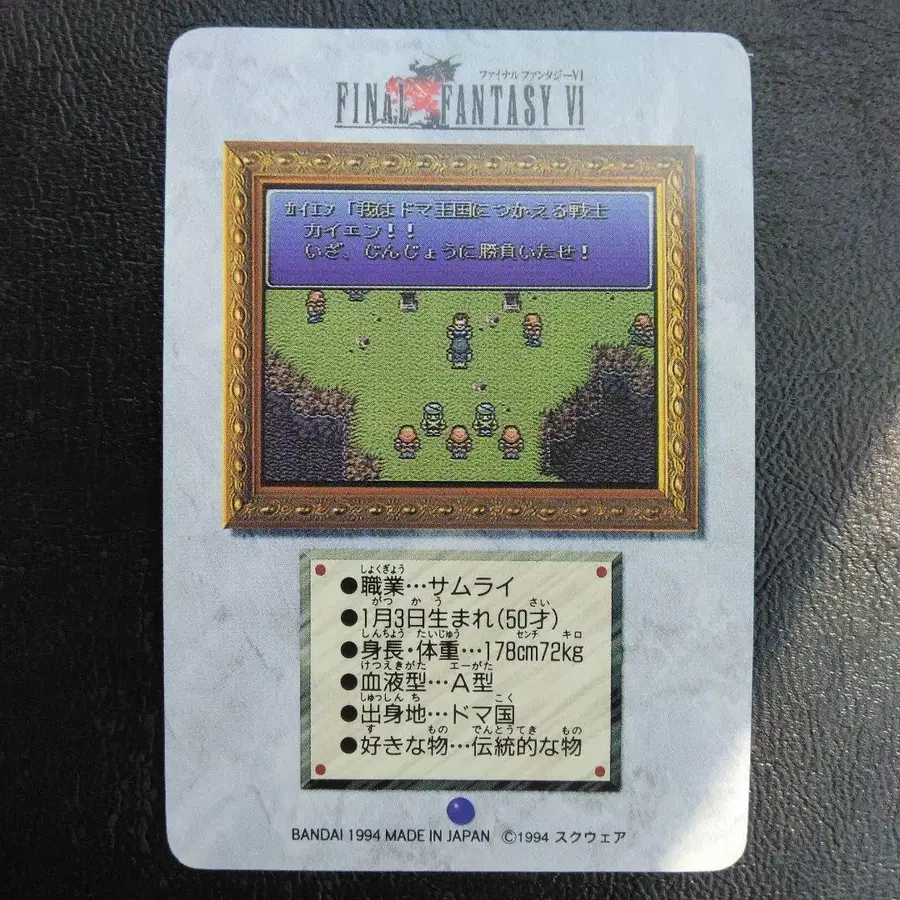 ファイナルファンタジーVI
FINAL FANTASY VI
カイエン「我はドマ王国につかえる戦士
カイエン!!
いざ、じんじょうに勝負いたせ!
しょくぎょう
●職業…サムライ
がつ か う さい
●1月3日生まれ(50才)
しんちょう たいじゅう センチ キロ
●身長・体重…178cm72kg
けつえきがた エーがた
●血液型…A型
しゅっしんち こく
●出身地…ドマ国
す もの でんとうてき もの
●好きな物…伝統的な物
BANDAI 1994 MADE IN JAPAN ©1994 スクウェア